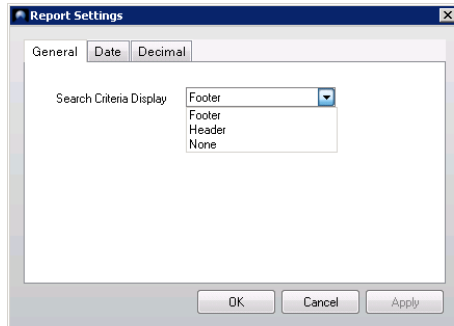 Report Settings
General Date Decimal
Search Criteria Display Footer
Footer
Header
None
OK Cancel Apply